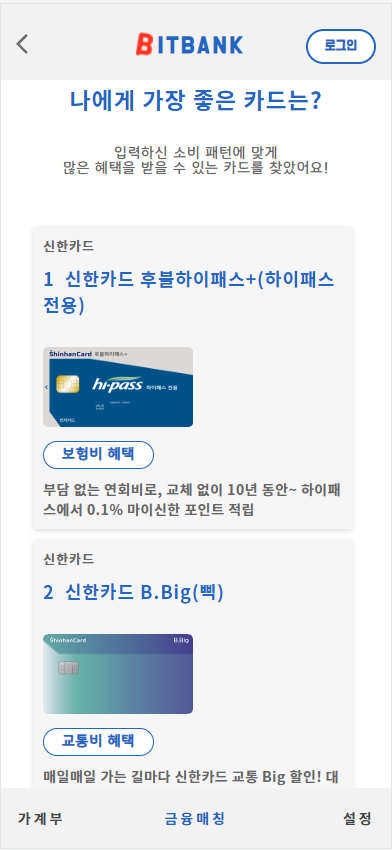 BITBANK
로그인
나에게 가장 좋은 카드는?
입력하신 소비 패턴에 맞게
많은 혜택을 받을 수 있는 카드를 찾았어요!
신한카드
1 신한카드 후불하이패스+(하이패스
전용)
ShinhanCard 후불하이패스+
hi-pass 하이패스 전용
보험비 혜택
부담 없는 연회비로, 교체 없이 10년 동안~ 하이패
스에서 0.1% 마이신한 포인트 적립
신한카드
2 신한카드 B.Big(삑)
ShinhanCard B.Big
교통비 혜택
매일매일 가는 길마다 신한카드 교통 Big 할인! 대
가계부 금융매칭 설정